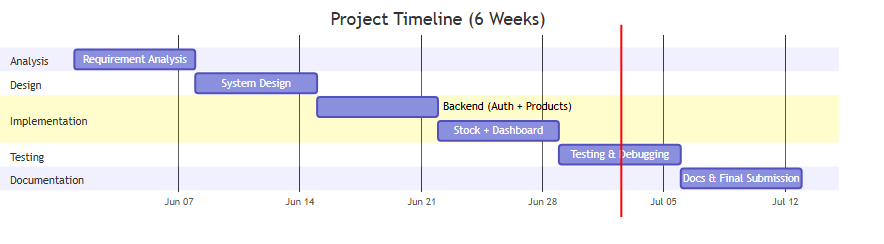 Project Timeline (6 Weeks)
Analysis
Requirement Analysis
Design
System Design
Implementation
Backend (Auth + Products)
Stock + Dashboard
Testing
Testing & Debugging
Documentation
Docs & Final Submission
Jun 07
Jun 14
Jun 21
Jun 28
Jul 05
Jul 12